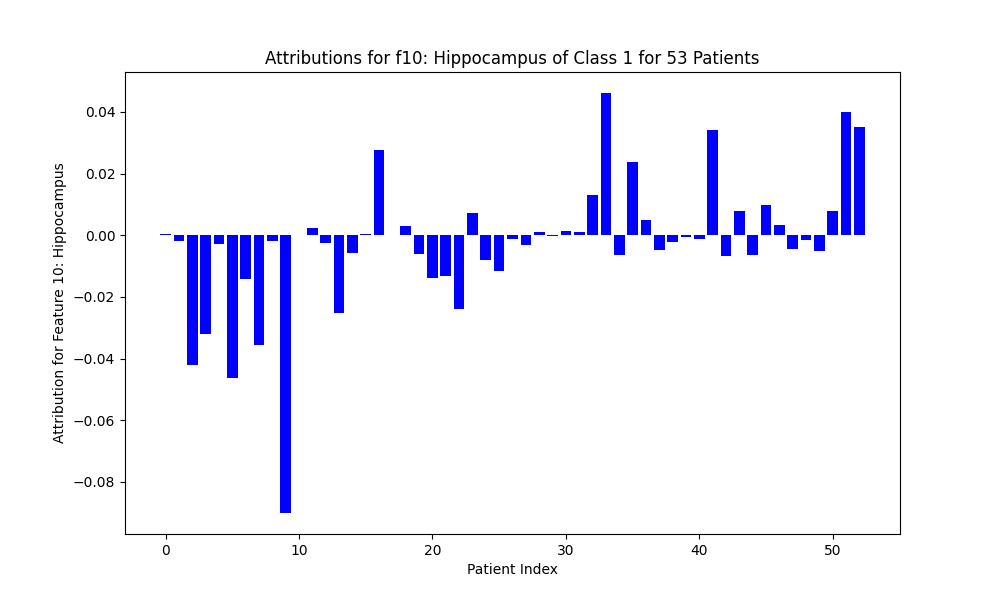 Attributions for f10: Hippocampus of Class 1 for 53 Patients
Attribution for Feature 10: Hippocampus
0.04
0.02
0.00
−0.02
−0.04
−0.06
−0.08
0 10 20 30 40 50
Patient Index